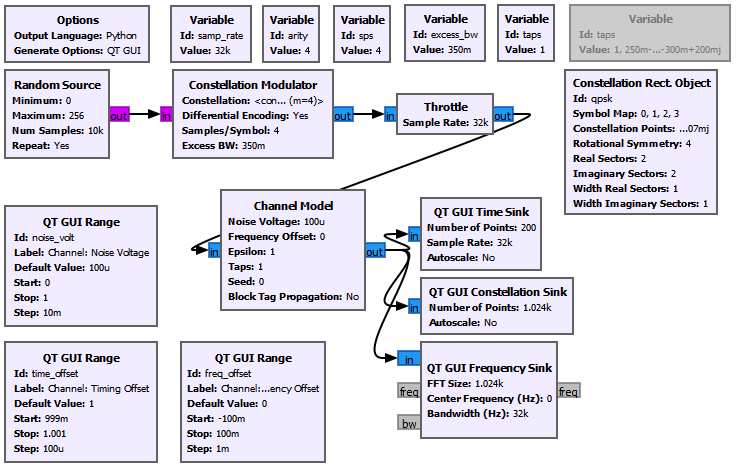 Options
Output Language: Python
Generate Options: QT GUI
Variable
Id: samp_rate
Value: 32k
Variable
Id: arity
Value: 4
Variable
Id: sps
Value: 4
Variable
Id: excess_bw
Value: 350m
Variable
Id: taps
Value: 1
Variable
Id: taps
Value: 1, 250m-...-300m+200mj
Random Source
Minimum: 0
Maximum: 256
Num Samples: 10k
Repeat: Yes
out
in
Constellation Modulator
Constellation: <con... (m=4)>
Differential Encoding: Yes
Samples/Symbol: 4
Excess BW: 350m
out
in
Throttle
Sample Rate: 32k
out
Constellation Rect. Object
Id: qpsk
Symbol Map: 0, 1, 2, 3
Constellation Points: ...07mj
Rotational Symmetry: 4
Real Sectors: 2
Imaginary Sectors: 2
Width Real Sectors: 1
Width Imaginary Sectors: 1
QT GUI Range
Id: noise_volt
Label: Channel: Noise Voltage
Default Value: 100u
Start: 0
Stop: 1
Step: 10m
in
Channel Model
Noise Voltage: 100u
Frequency Offset: 0
Epsilon: 1
Taps: 1
Seed: 0
Block Tag Propagation: No
out
in
QT GUI Time Sink
Number of Points: 200
Sample Rate: 32k
Autoscale: No
in
QT GUI Constellation Sink
Number of Points: 1.024k
Autoscale: No
QT GUI Range
Id: time_offset
Label: Channel: Timing Offset
Default Value: 1
Start: 999m
Stop: 1.001
Step: 100u
QT GUI Range
Id: freq_offset
Label: Channel:...ency Offset
Default Value: 0
Start: -100m
Stop: 100m
Step: 1m
in
freq
bw
QT GUI Frequency Sink
FFT Size: 1.024k
Center Frequency (Hz): 0
Bandwidth (Hz): 32k
freq